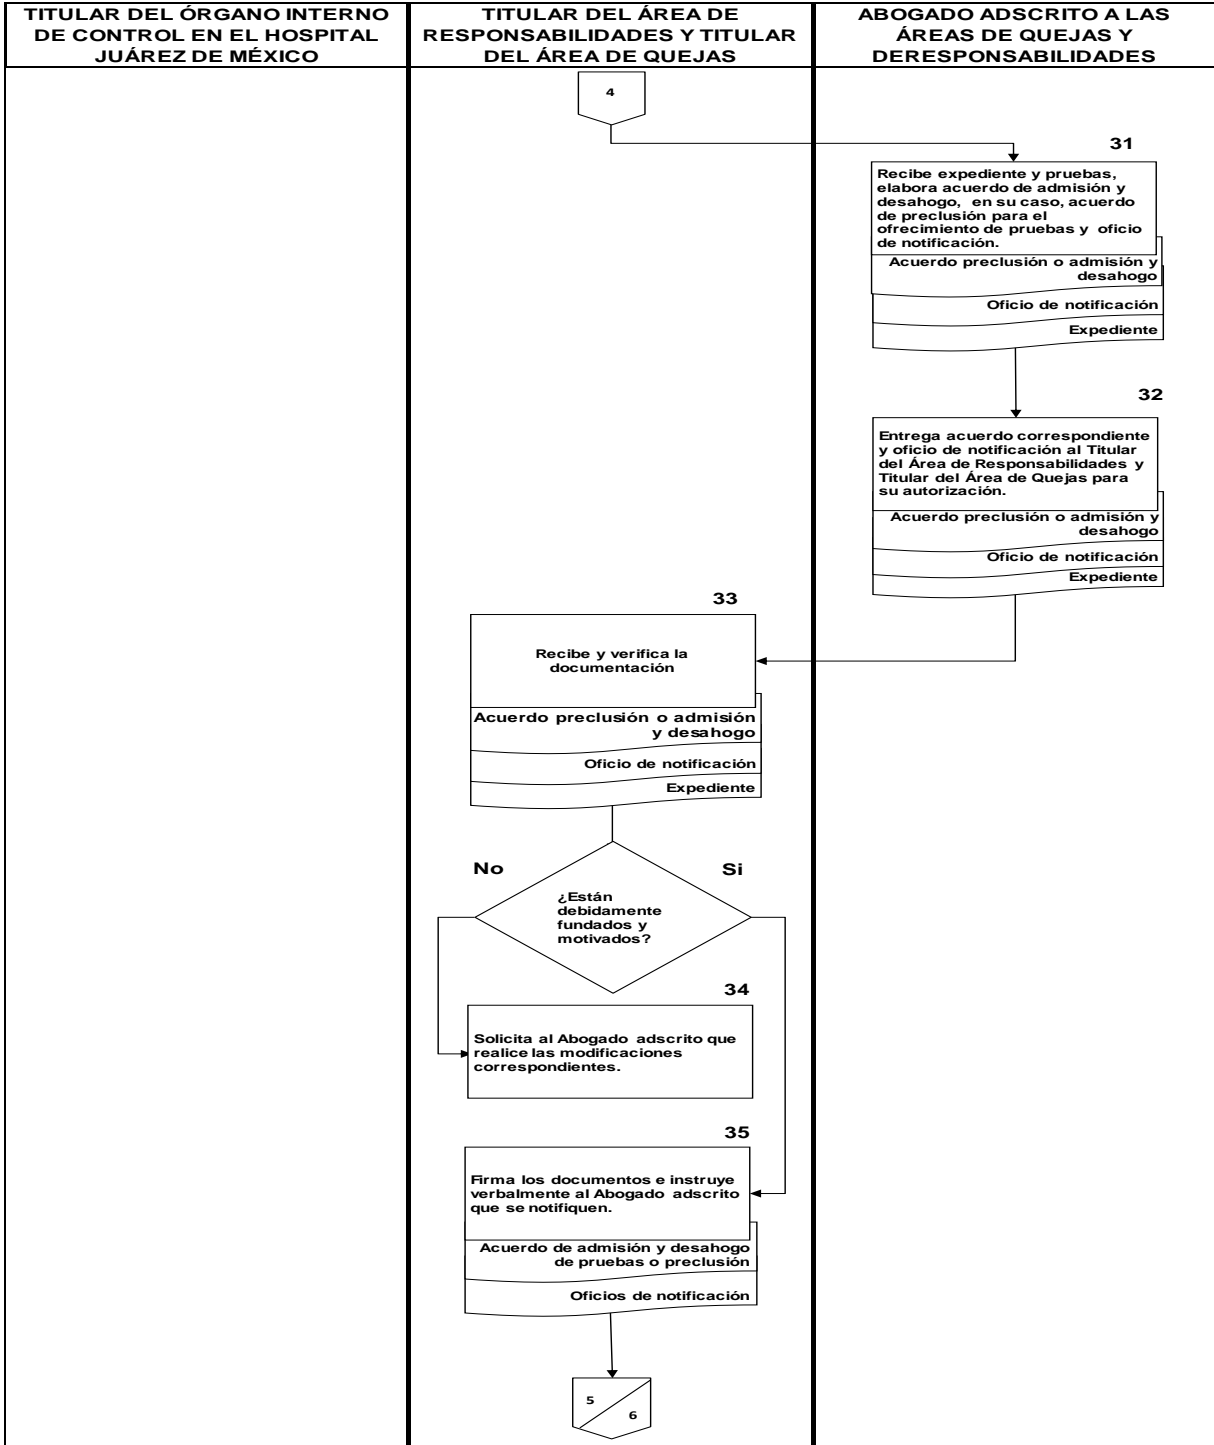 TITULAR DEL ÓRGANO INTERNO
DE CONTROL EN EL HOSPITAL
JUÁREZ DE MÉXICO
TITULAR DEL ÁREA DE
RESPONSABILIDADES Y TITULAR
DEL ÁREA DE QUEJAS
ABOGADO ADSCRITO A LAS
ÁREAS DE QUEJAS Y
DERESPONSABILIDADES
4
31
Recibe expediente y pruebas,
elabora acuerdo de admisión y
desahogo, en su caso, acuerdo
de preclusión para el
ofrecimiento de pruebas y oficio
de notificación.
Acuerdo preclusión o admisión y
desahogo
Oficio de notificación
Expediente
32
Entrega acuerdo correspondiente
y oficio de notificación al Titular
del Área de Responsabilidades y
Titular del Área de Quejas para
su autorización.
Acuerdo preclusión o admisión y
desahogo
Oficio de notificación
Expediente
33
Recibe y verifica la
documentación
Acuerdo preclusión o admisión
y desahogo
Oficio de notificación
Expediente
No
Si
¿Están
debidamente
fundados y
motivados?
34
Solicita al Abogado adscrito que
realice las modificaciones
correspondientes.
35
Firma los documentos e instruye
verbalmente al Abogado adscrito
que se notifiquen.
Acuerdo de admisión y desahogo
de pruebas o preclusión
Oficios de notificación
5
6